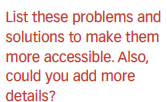 List these problems and
solutions to make them
more accessible. Also,
could you add more
details?